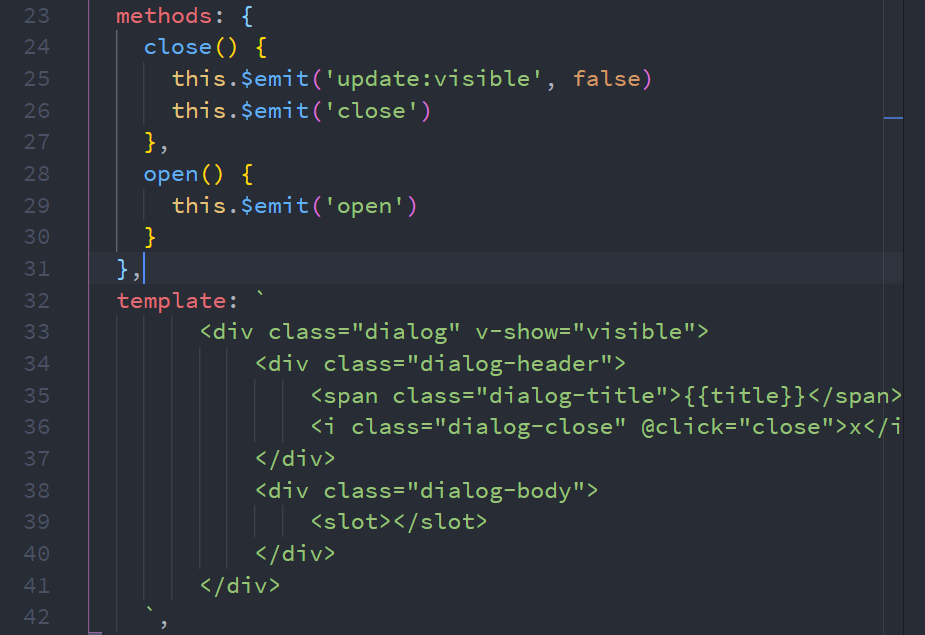 23 methods: {
24 close() {
25 this.$emit('update:visible', false)
26 this.$emit('close')
27 },
28 open() {
29 this.$emit('open')
30 }
31 },
32 template: `
33 <div class="dialog" v-show="visible">
34 <div class="dialog-header">
35 <span class="dialog-title">{{title}}</span>
36 <i class="dialog-close" @click="close">x</i
37 </div>
38 <div class="dialog-body">
39 <slot></slot>
40 </div>
41 </div>
42 `,